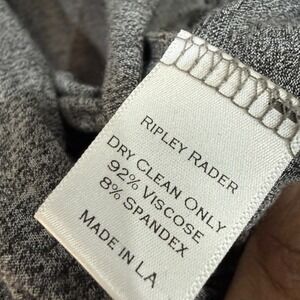 RIPLEY RADER
DRY CLEAN ONLY
92% VISCOSE
8% SPANDEX
MADE IN LA